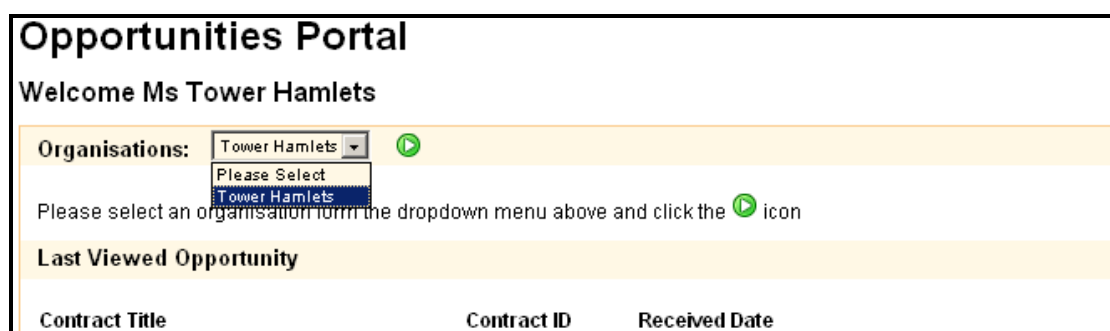 Opportunities Portal
Welcome Ms Tower Hamlets
Organisations: Tower Hamlets
Please Select
Tower Hamlets
Please select an organisation form the dropdown menu above and click the icon
Last Viewed Opportunity
Contract Title Contract ID Received Date